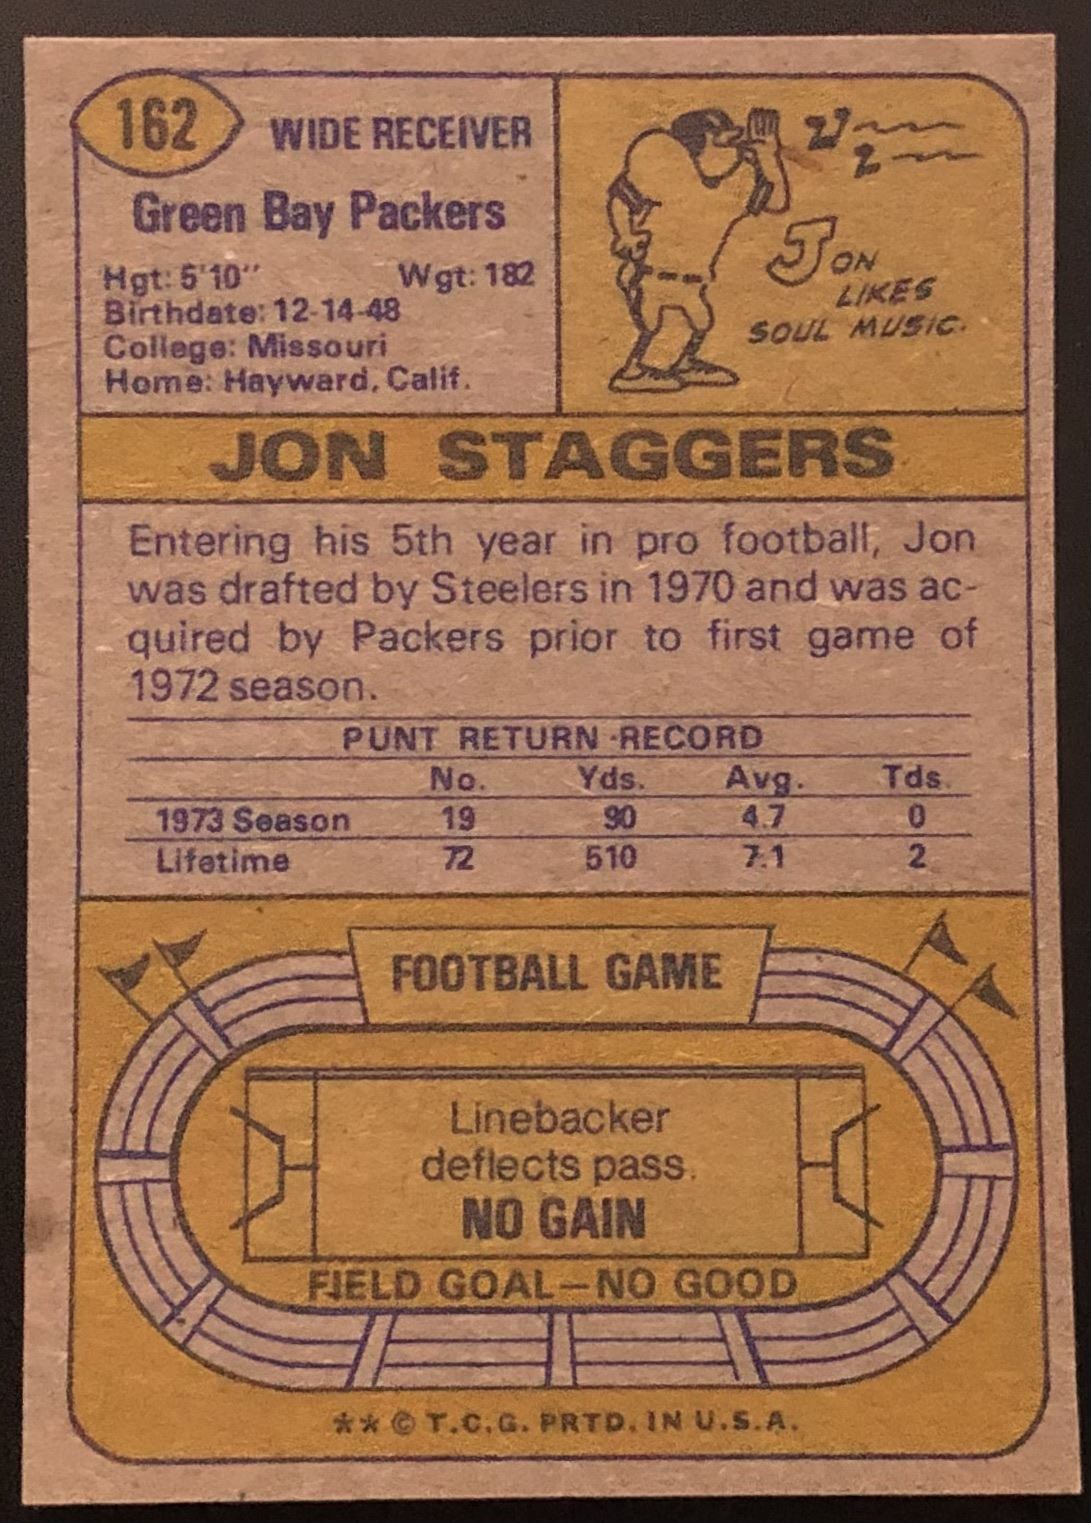 162
WIDE RECEIVER
Green Bay Packers
Hgt: 5'10" Wgt: 182
Birthdate: 12-14-48
College: Missouri
Home: Hayward, Calif.
JON
LIKES
SOUL MUSIC.
JON STAGGERS
Entering his 5th year in pro football, Jon
was drafted by Steelers in 1970 and was ac-
quired by Packers prior to first game of
1972 season.
PUNT RETURN RECORD
No. Yds. Avg. Tds.
1973 Season 19 90 4.7 0
Lifetime 72 510 7.1 2
FOOTBALL GAME
Linebacker
deflects pass.
NO GAIN
FIELD GOAL—NO GOOD
** © T.C.G. PRTD. IN U.S.A.